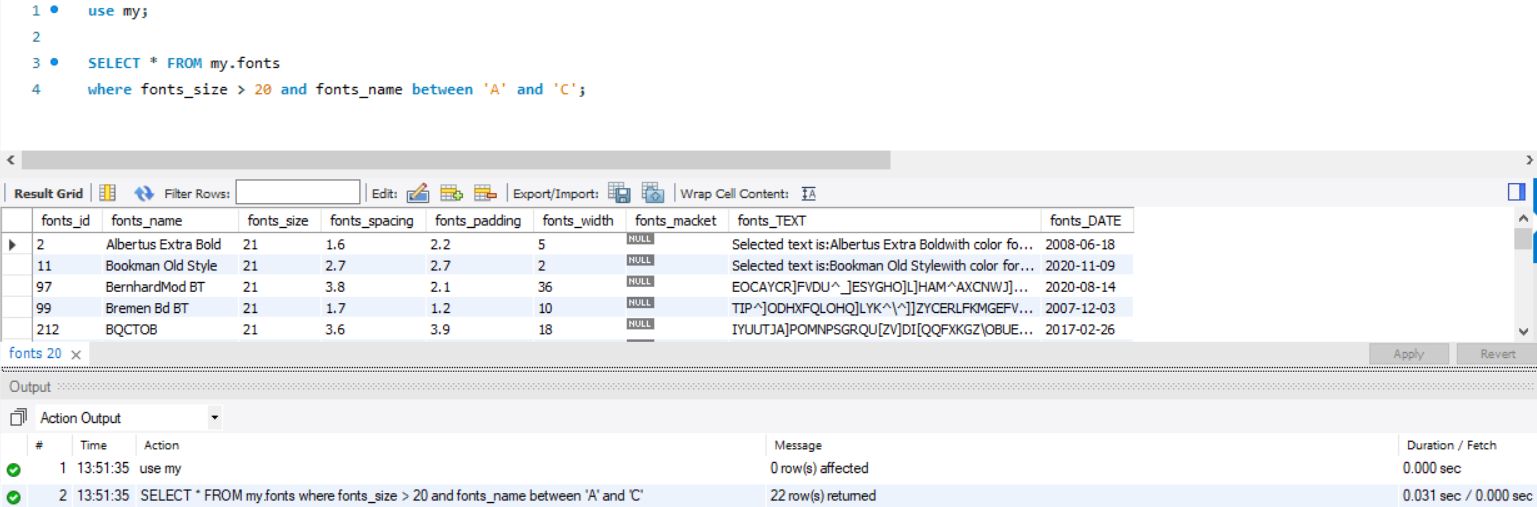 1 use my;
2
3 SELECT * FROM my.fonts
4 where fonts_size > 20 and fonts_name between 'A' and 'C';
Result Grid Filter Rows: Edit: Export/Import: Wrap Cell Content:
fonts_id fonts_name fonts_size fonts_spacing fonts_padding fonts_width fonts_macket fonts_TEXT fonts_DATE
2 Albertus Extra Bold 21 1.6 2.2 5 NULL Selected text is:Albertus Extra Boldwith color fo... 2008-06-18
11 Bookman Old Style 21 2.7 2.7 2 NULL Selected text is:Bookman Old Stylewith color for... 2020-11-09
97 BernhardMod BT 21 3.8 2.1 36 NULL EOCAYCR]FVDU^_]ESYGHO]L]HAM^AXCNWJ]... 2020-08-14
99 Bremen Bd BT 21 1.7 1.2 10 NULL TIP^]ODHXFQLOHQ]LYK^\^]]ZYCERLFKMGEFV... 2007-12-03
212 BQCTOB 21 3.6 3.9 18 NULL IYUUTJA]POMNPSGRQU[ZV]DI[QQFXKGZ\OBUE... 2017-02-26
fonts 20 Apply Revert
Output
Action Output
# Time Action Message Duration / Fetch
1 13:51:35 use my 0 row(s) affected 0.000 sec
2 13:51:35 SELECT * FROM my.fonts where fonts_size > 20 and fonts_name between 'A' and 'C' 22 row(s) returned 0.031 sec / 0.000 sec